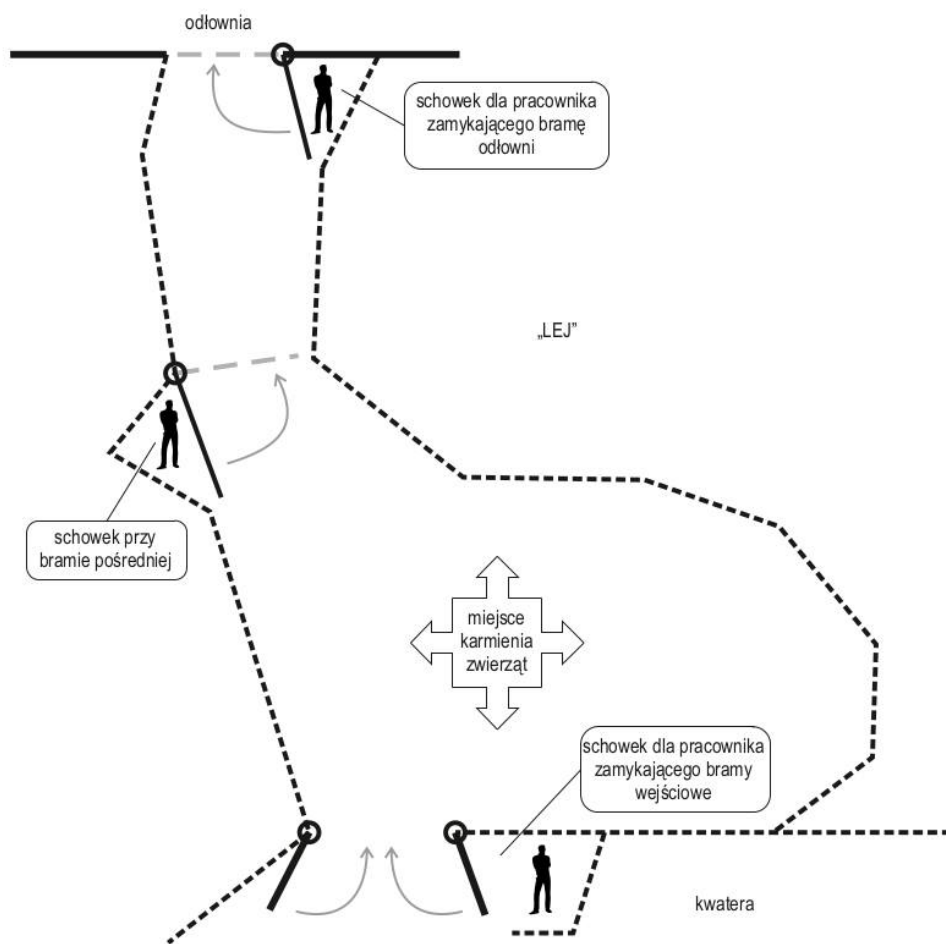 odłownia
schowek dla pracownika
zamykającego bramę
odłowni
„LEJ”
schowek przy
bramie pośredniej
miejsce
karmienia
zwierząt
schowek dla pracownika
zamykającego bramy
wejściowe
kwatera